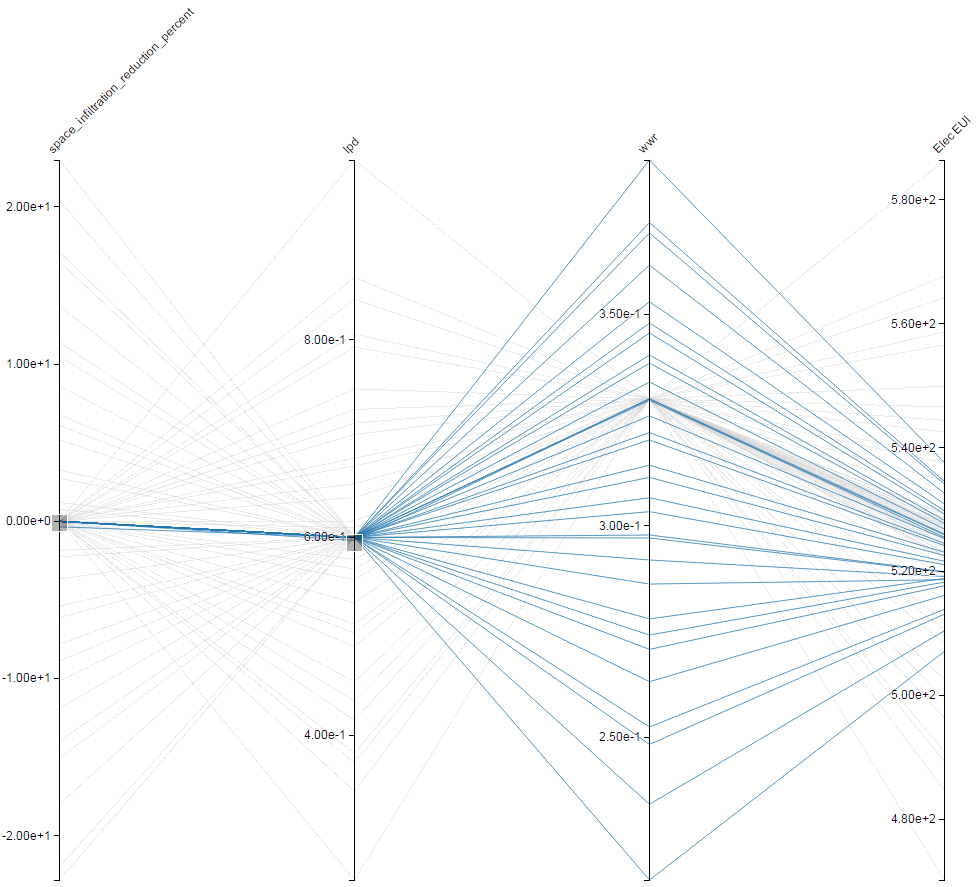 space_infiltration_reduction_percent
lpd
wwr
Elec EUI
2.00e+1
1.00e+1
0.00e+0
-1.00e+1
-2.00e+1
8.00e-1
6.00e-1
4.00e-1
3.50e-1
3.00e-1
2.50e-1
5.80e+2
5.60e+2
5.40e+2
5.20e+2
5.00e+2
4.80e+2